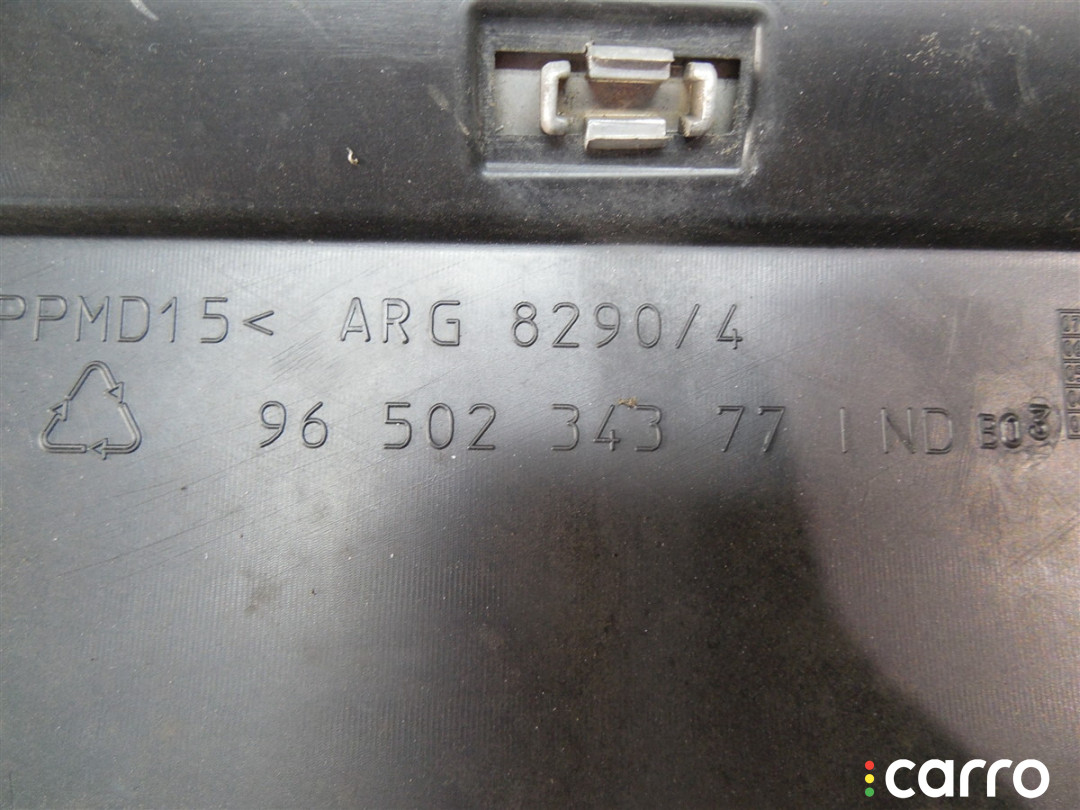 PPMD15< ARG 8290/4
96 502 343 77 IND
carro